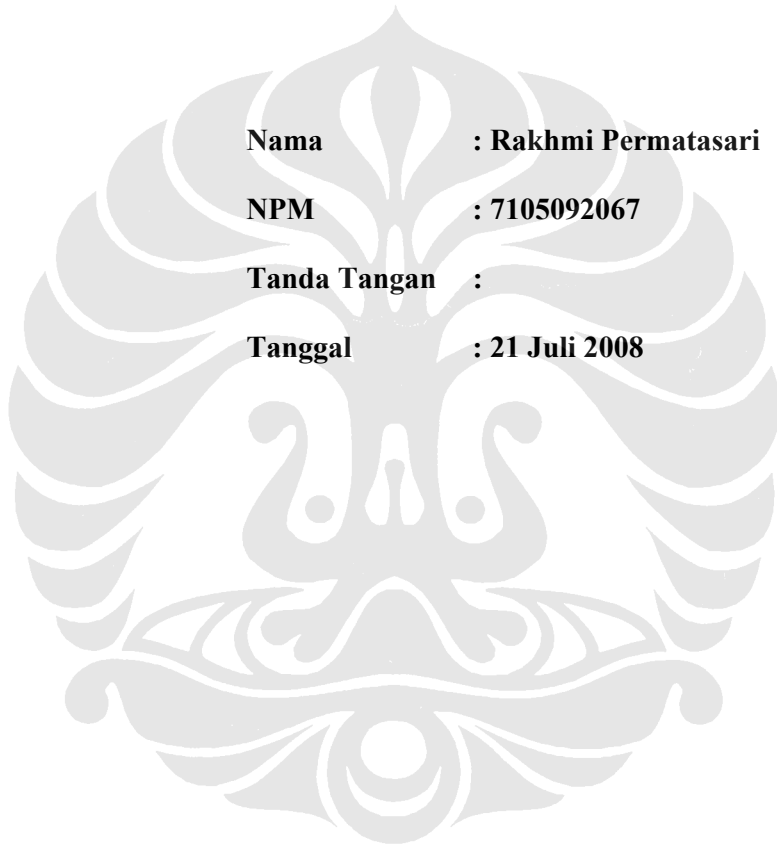 Nama : Rakhmi Permatasari
NPM : 7105092067
Tanda Tangan :
Tanggal : 21 Juli 2008